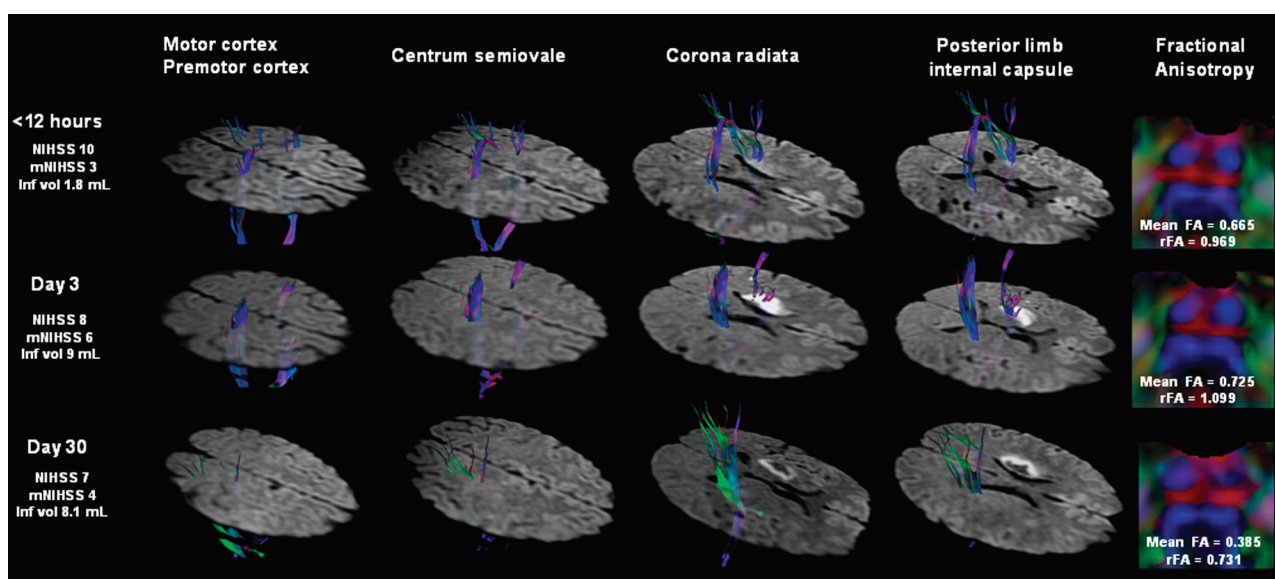 Motor cortex
Premotor cortex
Centrum semiovale
Corona radiata
Posterior limb
internal capsule
Fractional
Anisotropy
<12 hours
NIHSS 10
mNIHSS 3
Inf vol 1.8 mL
Mean FA = 0.665
rFA = 0.969
Day 3
NIHSS 8
mNIHSS 6
Inf vol 9 mL
Mean FA = 0.725
rFA = 1.099
Day 30
NIHSS 7
mNIHSS 4
Inf vol 8.1 mL
Mean FA = 0.385
rFA = 0.731